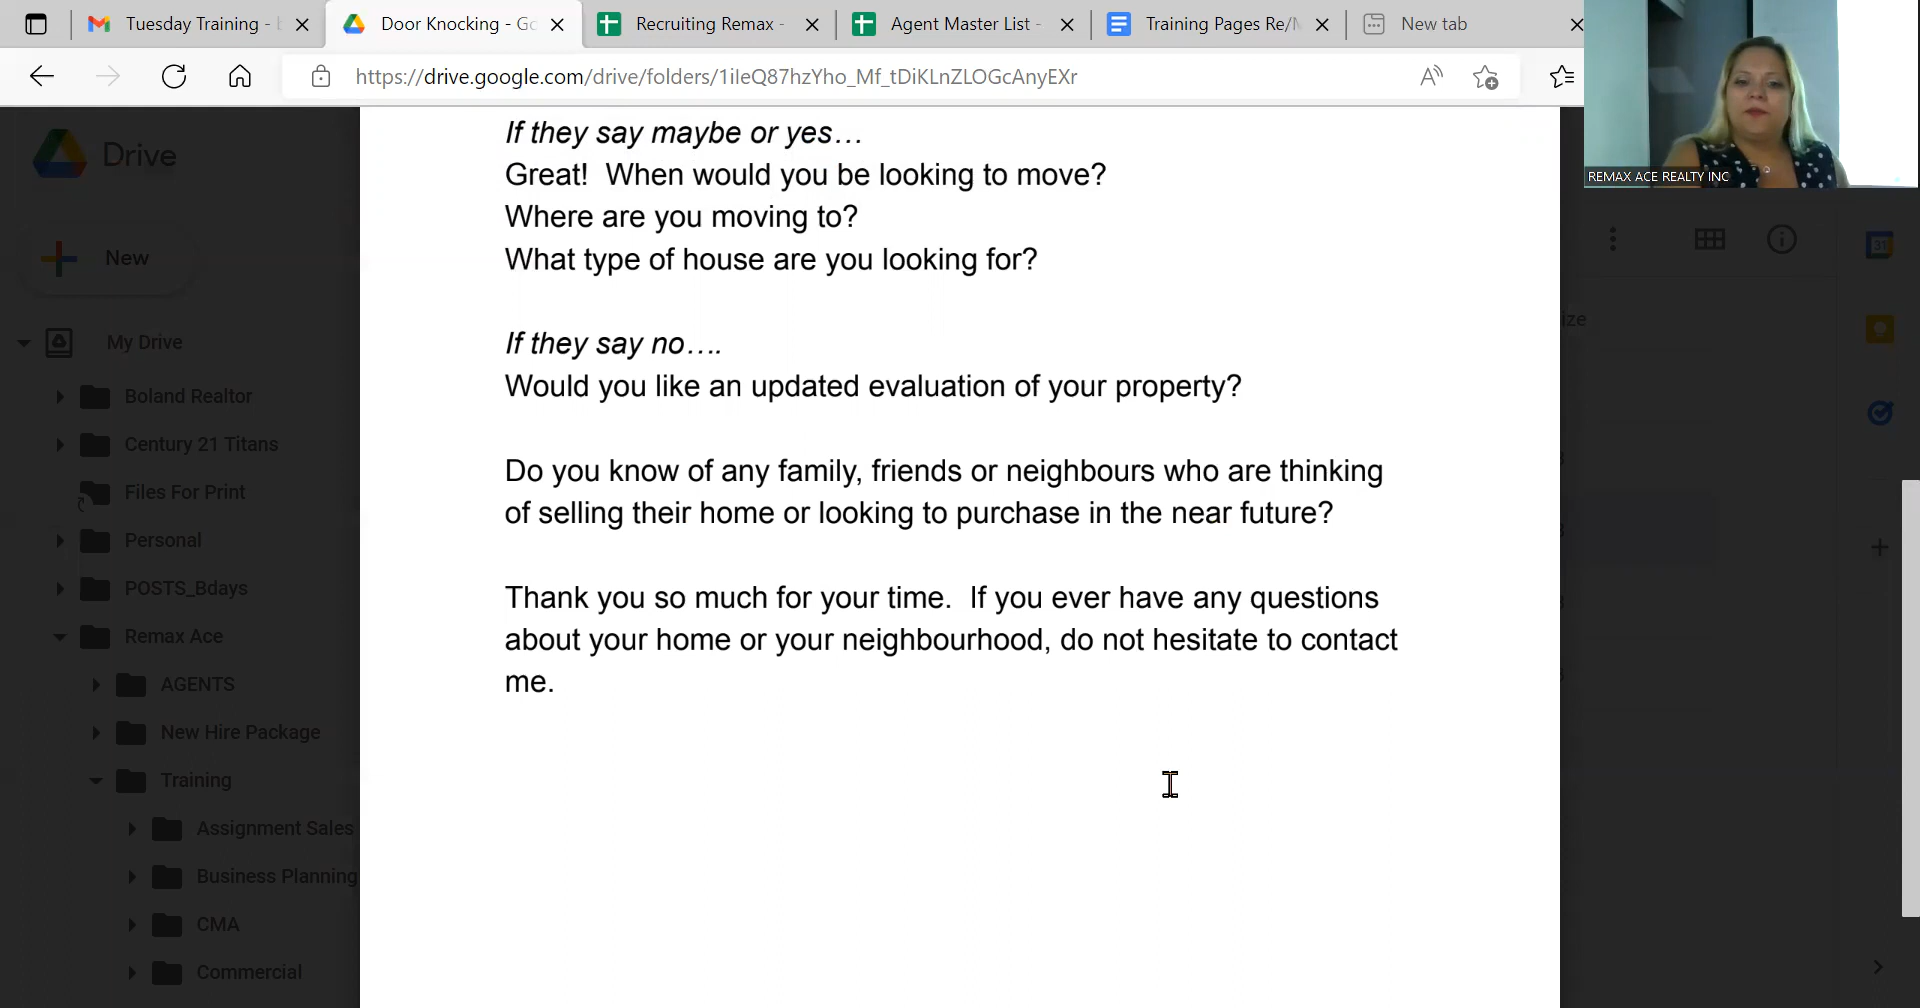 Tuesday Training -
Door Knocking - Go
Recruiting Remax -
Agent Master List -
Training Pages Re/M
New tab
https://drive.google.com/drive/folders/1iIeQ87hzYho_Mf_tDiKLnZLOGcAnyEXr
REMAX ACE REALTY INC
Drive
New
My Drive
Boland Realtor
Century 21 Titans
Files For Print
Personal
POSTS_Bdays
Remax Ace
AGENTS
New Hire Package
Training
Assignment Sales
Business Planning
CMA
Commercial
If they say maybe or yes…
Great!  When would you be looking to move?
Where are you moving to?
What type of house are you looking for?
If they say no….
Would you like an updated evaluation of your property?
Do you know of any family, friends or neighbours who are thinking
of selling their home or looking to purchase in the near future?
Thank you so much for your time.  If you ever have any questions
about your home or your neighbourhood, do not hesitate to contact
me.
ize
31